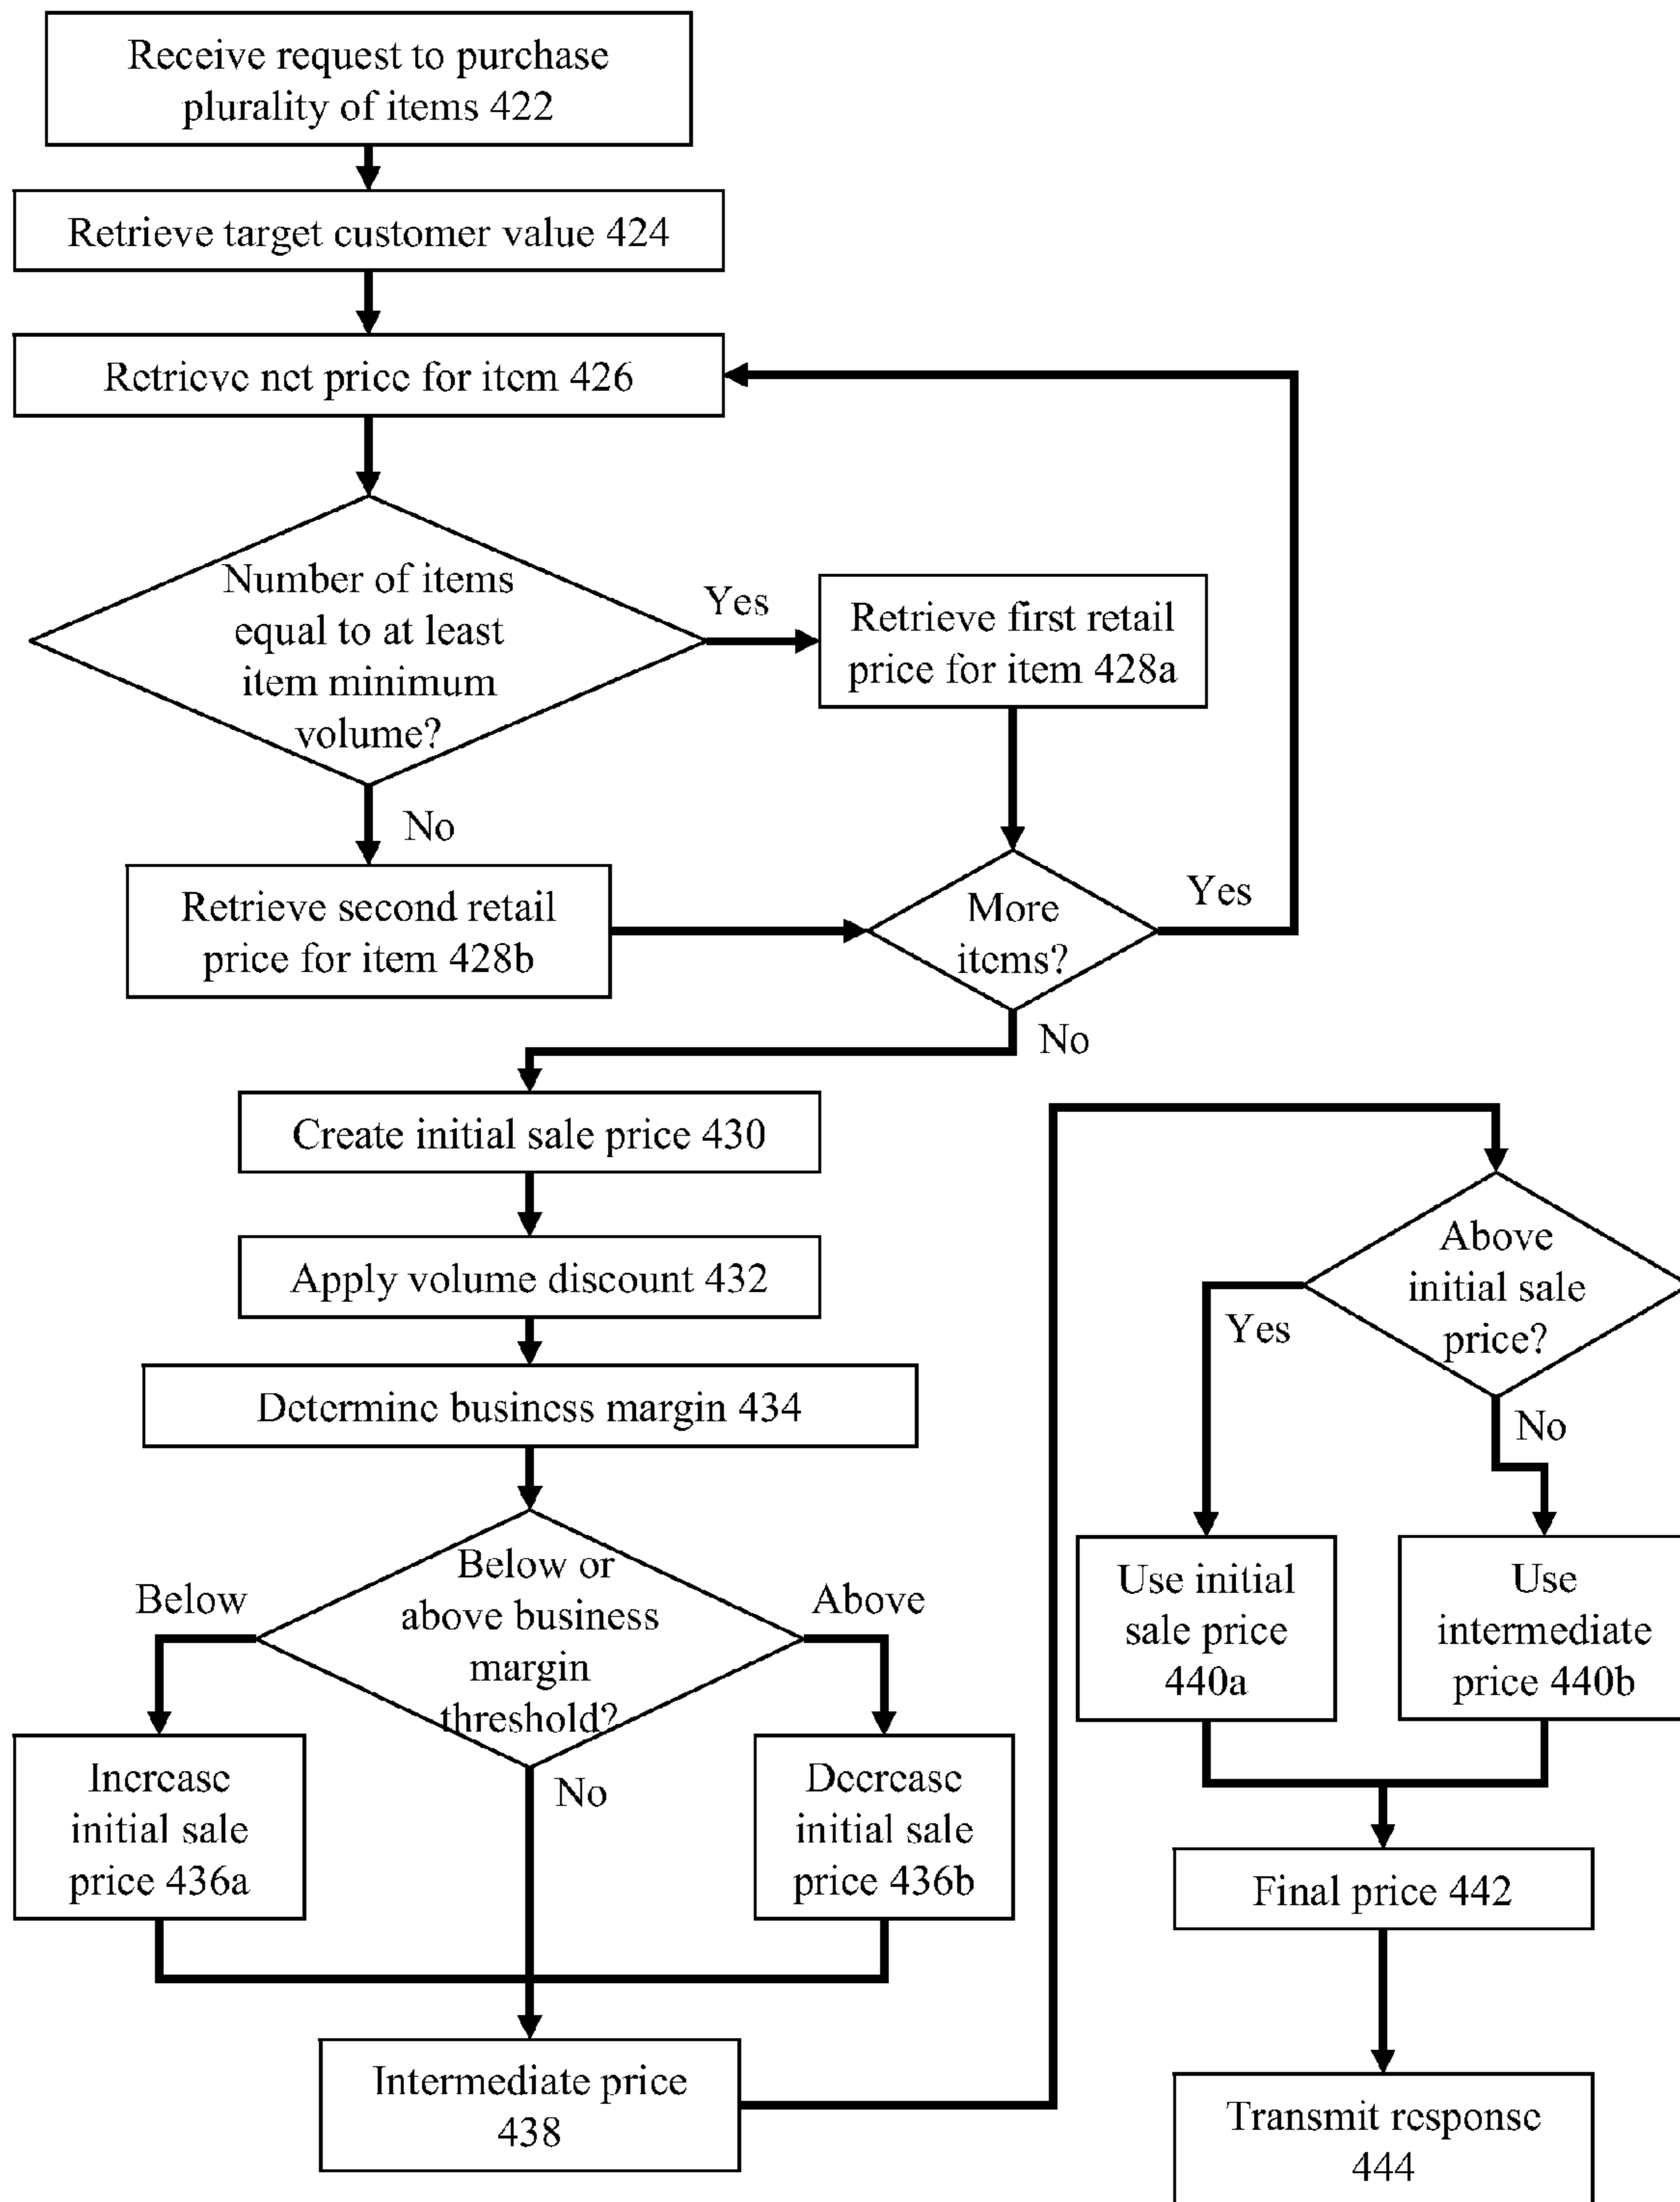 Receive request to purchase
plurality of items 422
Retrieve target customer value 424
Retrieve net price for item 426
Number of items
equal to at least
item minimum
volume?
Yes
Retrieve first retail
price for item 428a
No
Retrieve second retail
price for item 428b
More
items?
Yes
No
Create initial sale price 430
Apply volume discount 432
Determine business margin 434
Below or
above business
margin
threshold?
Below
Above
No
Increase
initial sale
price 436a
Decrease
initial sale
price 436b
Intermediate price
438
Above
initial sale
price?
Yes
No
Use initial
sale price
440a
Use
intermediate
price 440b
Final price 442
Transmit response
444